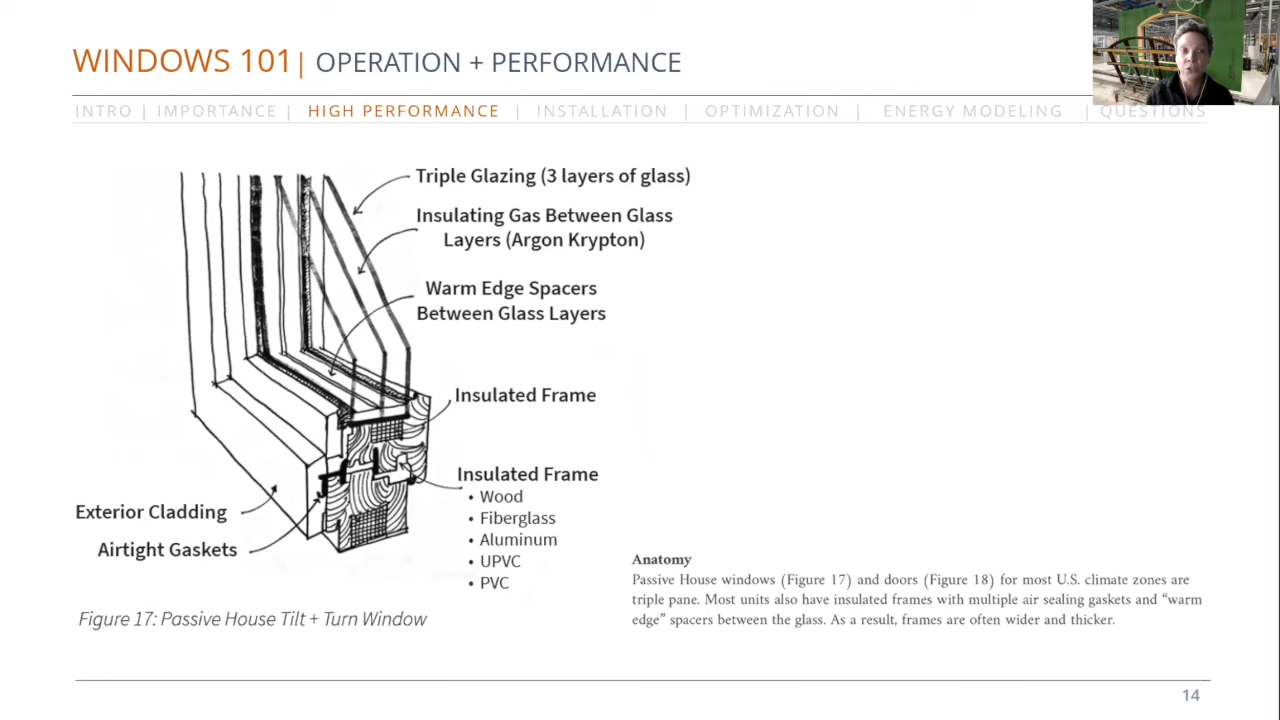 WINDOWS 101| OPERATION + PERFORMANCE
INTRO | IMPORTANCE | HIGH PERFORMANCE | INSTALLATION | OPTIMIZATION | ENERGY MODELING | QUESTIONS
Triple Glazing (3 layers of glass)
Insulating Gas Between Glass
Layers (Argon Krypton)
Warm Edge Spacers
Between Glass Layers
Insulated Frame
Insulated Frame
• Wood
• Fiberglass
• Aluminum
• UPVC
• PVC
Exterior Cladding
Airtight Gaskets
Figure 17: Passive House Tilt + Turn Window
Anatomy
Passive House windows (Figure 17) and doors (Figure 18) for most U.S. climate zones are
triple pane. Most units also have insulated frames with multiple air sealing gaskets and “warm
edge” spacers between the glass. As a result, frames are often wider and thicker.
14